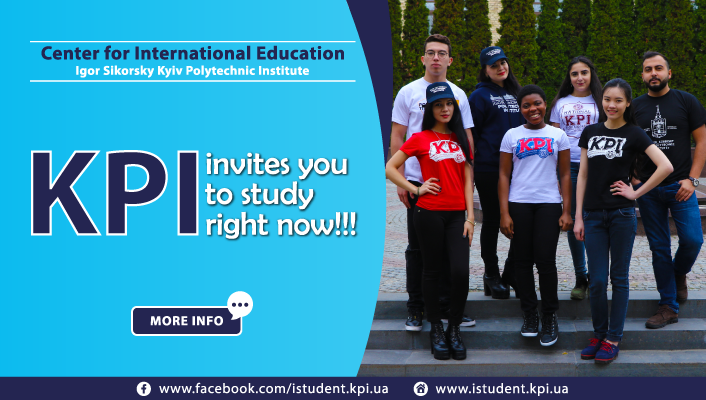 Center for International Education
Igor Sikorsky Kyiv Polytechnic Institute
KPI
invites you
to study
right now!!!
MORE INFO
KPI
KPI
KPI
KPI
www.facebook.com/istudent.kpi.ua
www.istudent.kpi.ua